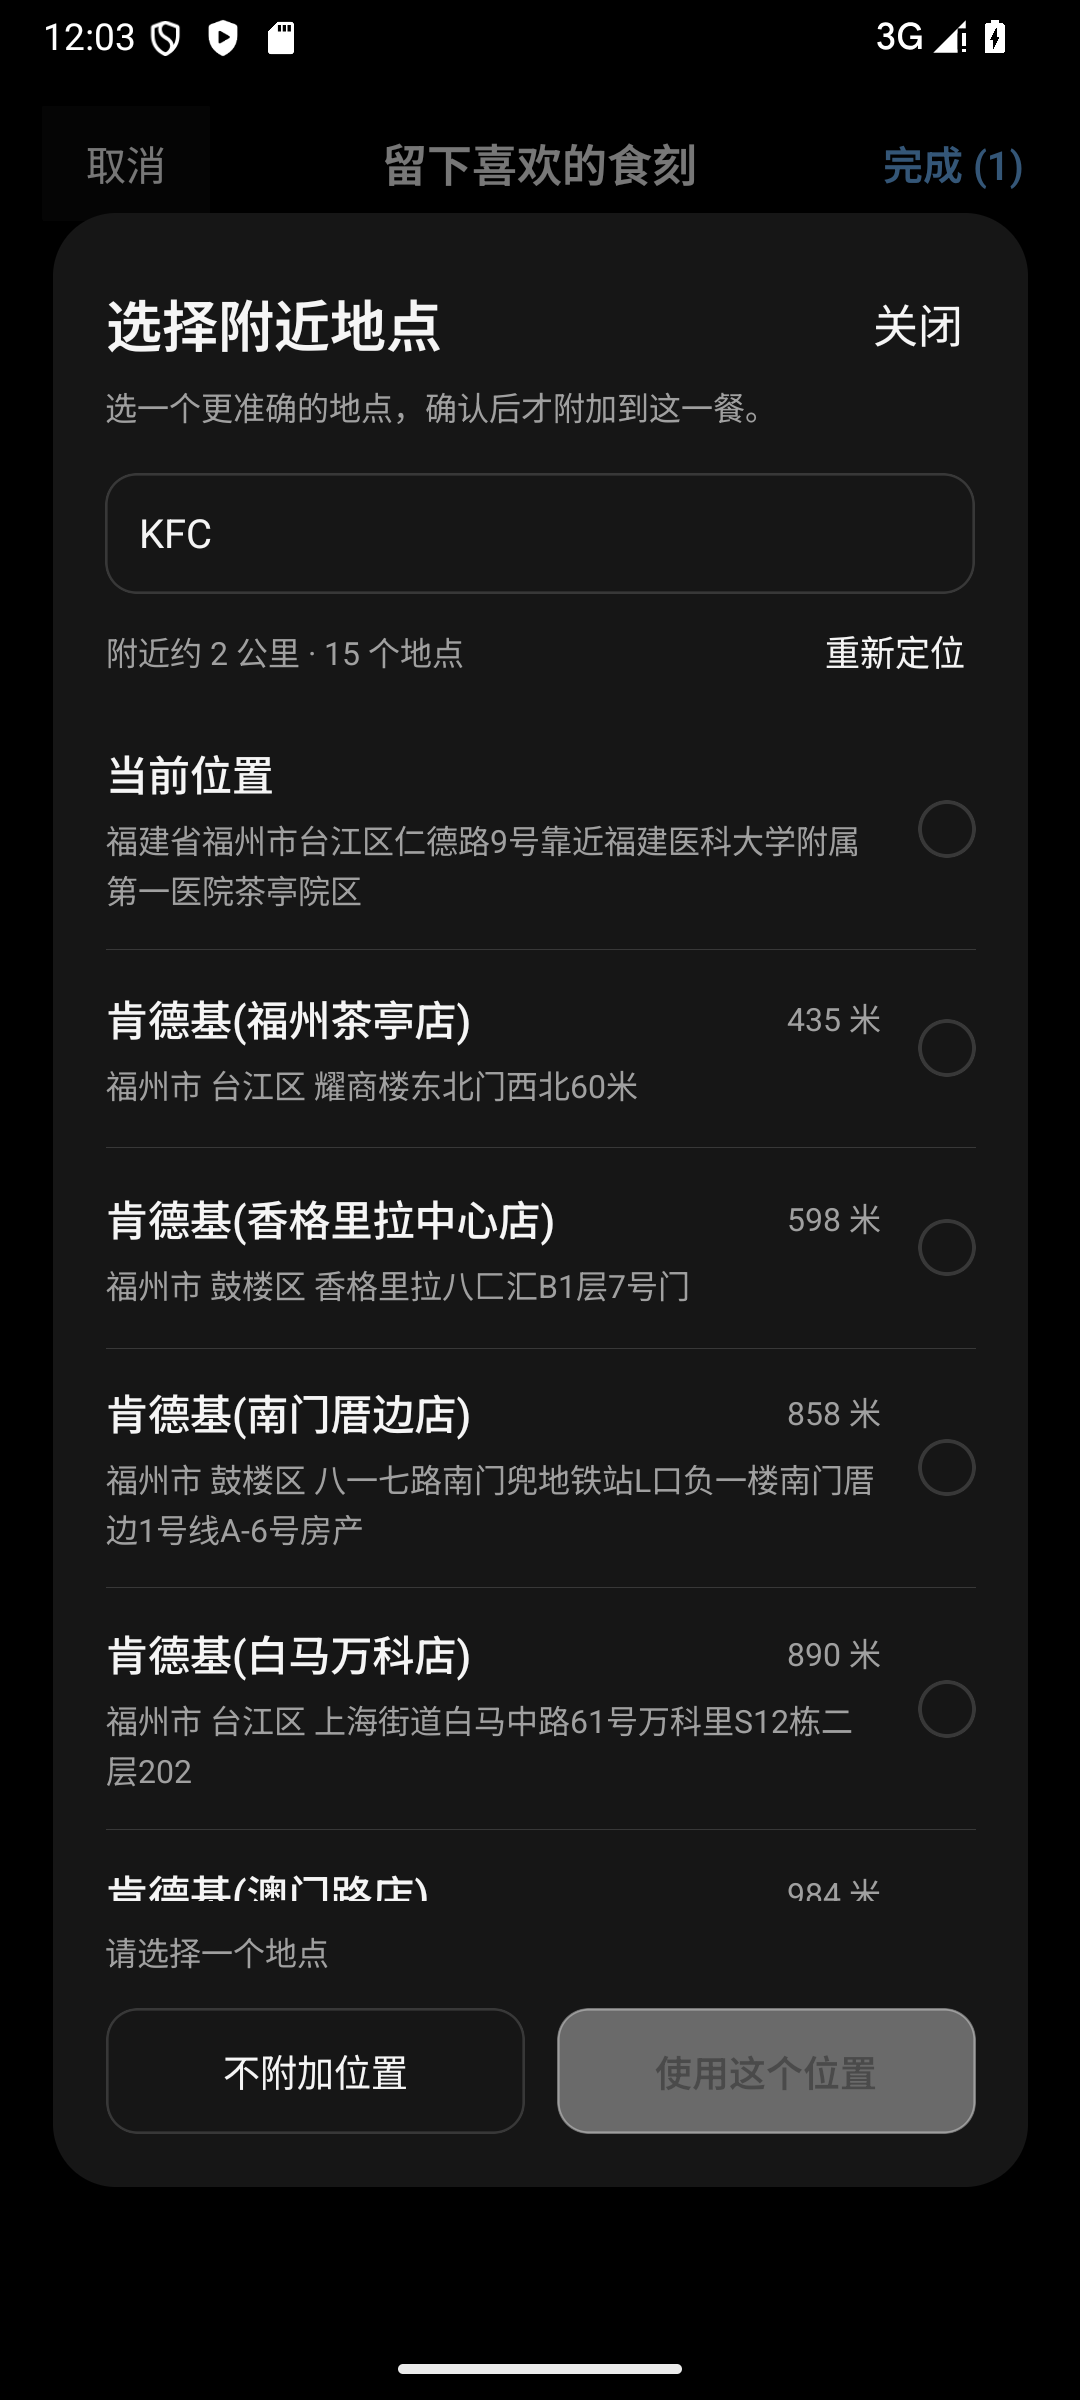 12:03
3G
取消
留下喜欢的食刻
完成 (1)
选择附近地点
关闭
选一个更准确的地点，确认后才附加到这一餐。
KFC
附近约 2 公里 · 15 个地点
重新定位
当前位置
福建省福州市台江区仁德路9号靠近福建医科大学附属
第一医院茶亭院区
肯德基(福州茶亭店)
435 米
福州市 台江区 耀商楼东北门西北60米
肯德基(香格里拉中心店)
598 米
福州市 鼓楼区 香格里拉八匚汇B1层7号门
肯德基(南门厝边店)
858 米
福州市 鼓楼区 八一七路南门兜地铁站L口负一楼南门厝
边1号线A-6号房产
肯德基(白马万科店)
890 米
福州市 台江区 上海街道白马中路61号万科里S12栋二
层202
肯德基(澳门路店)
984 米
请选择一个地点
不附加位置
使用这个位置